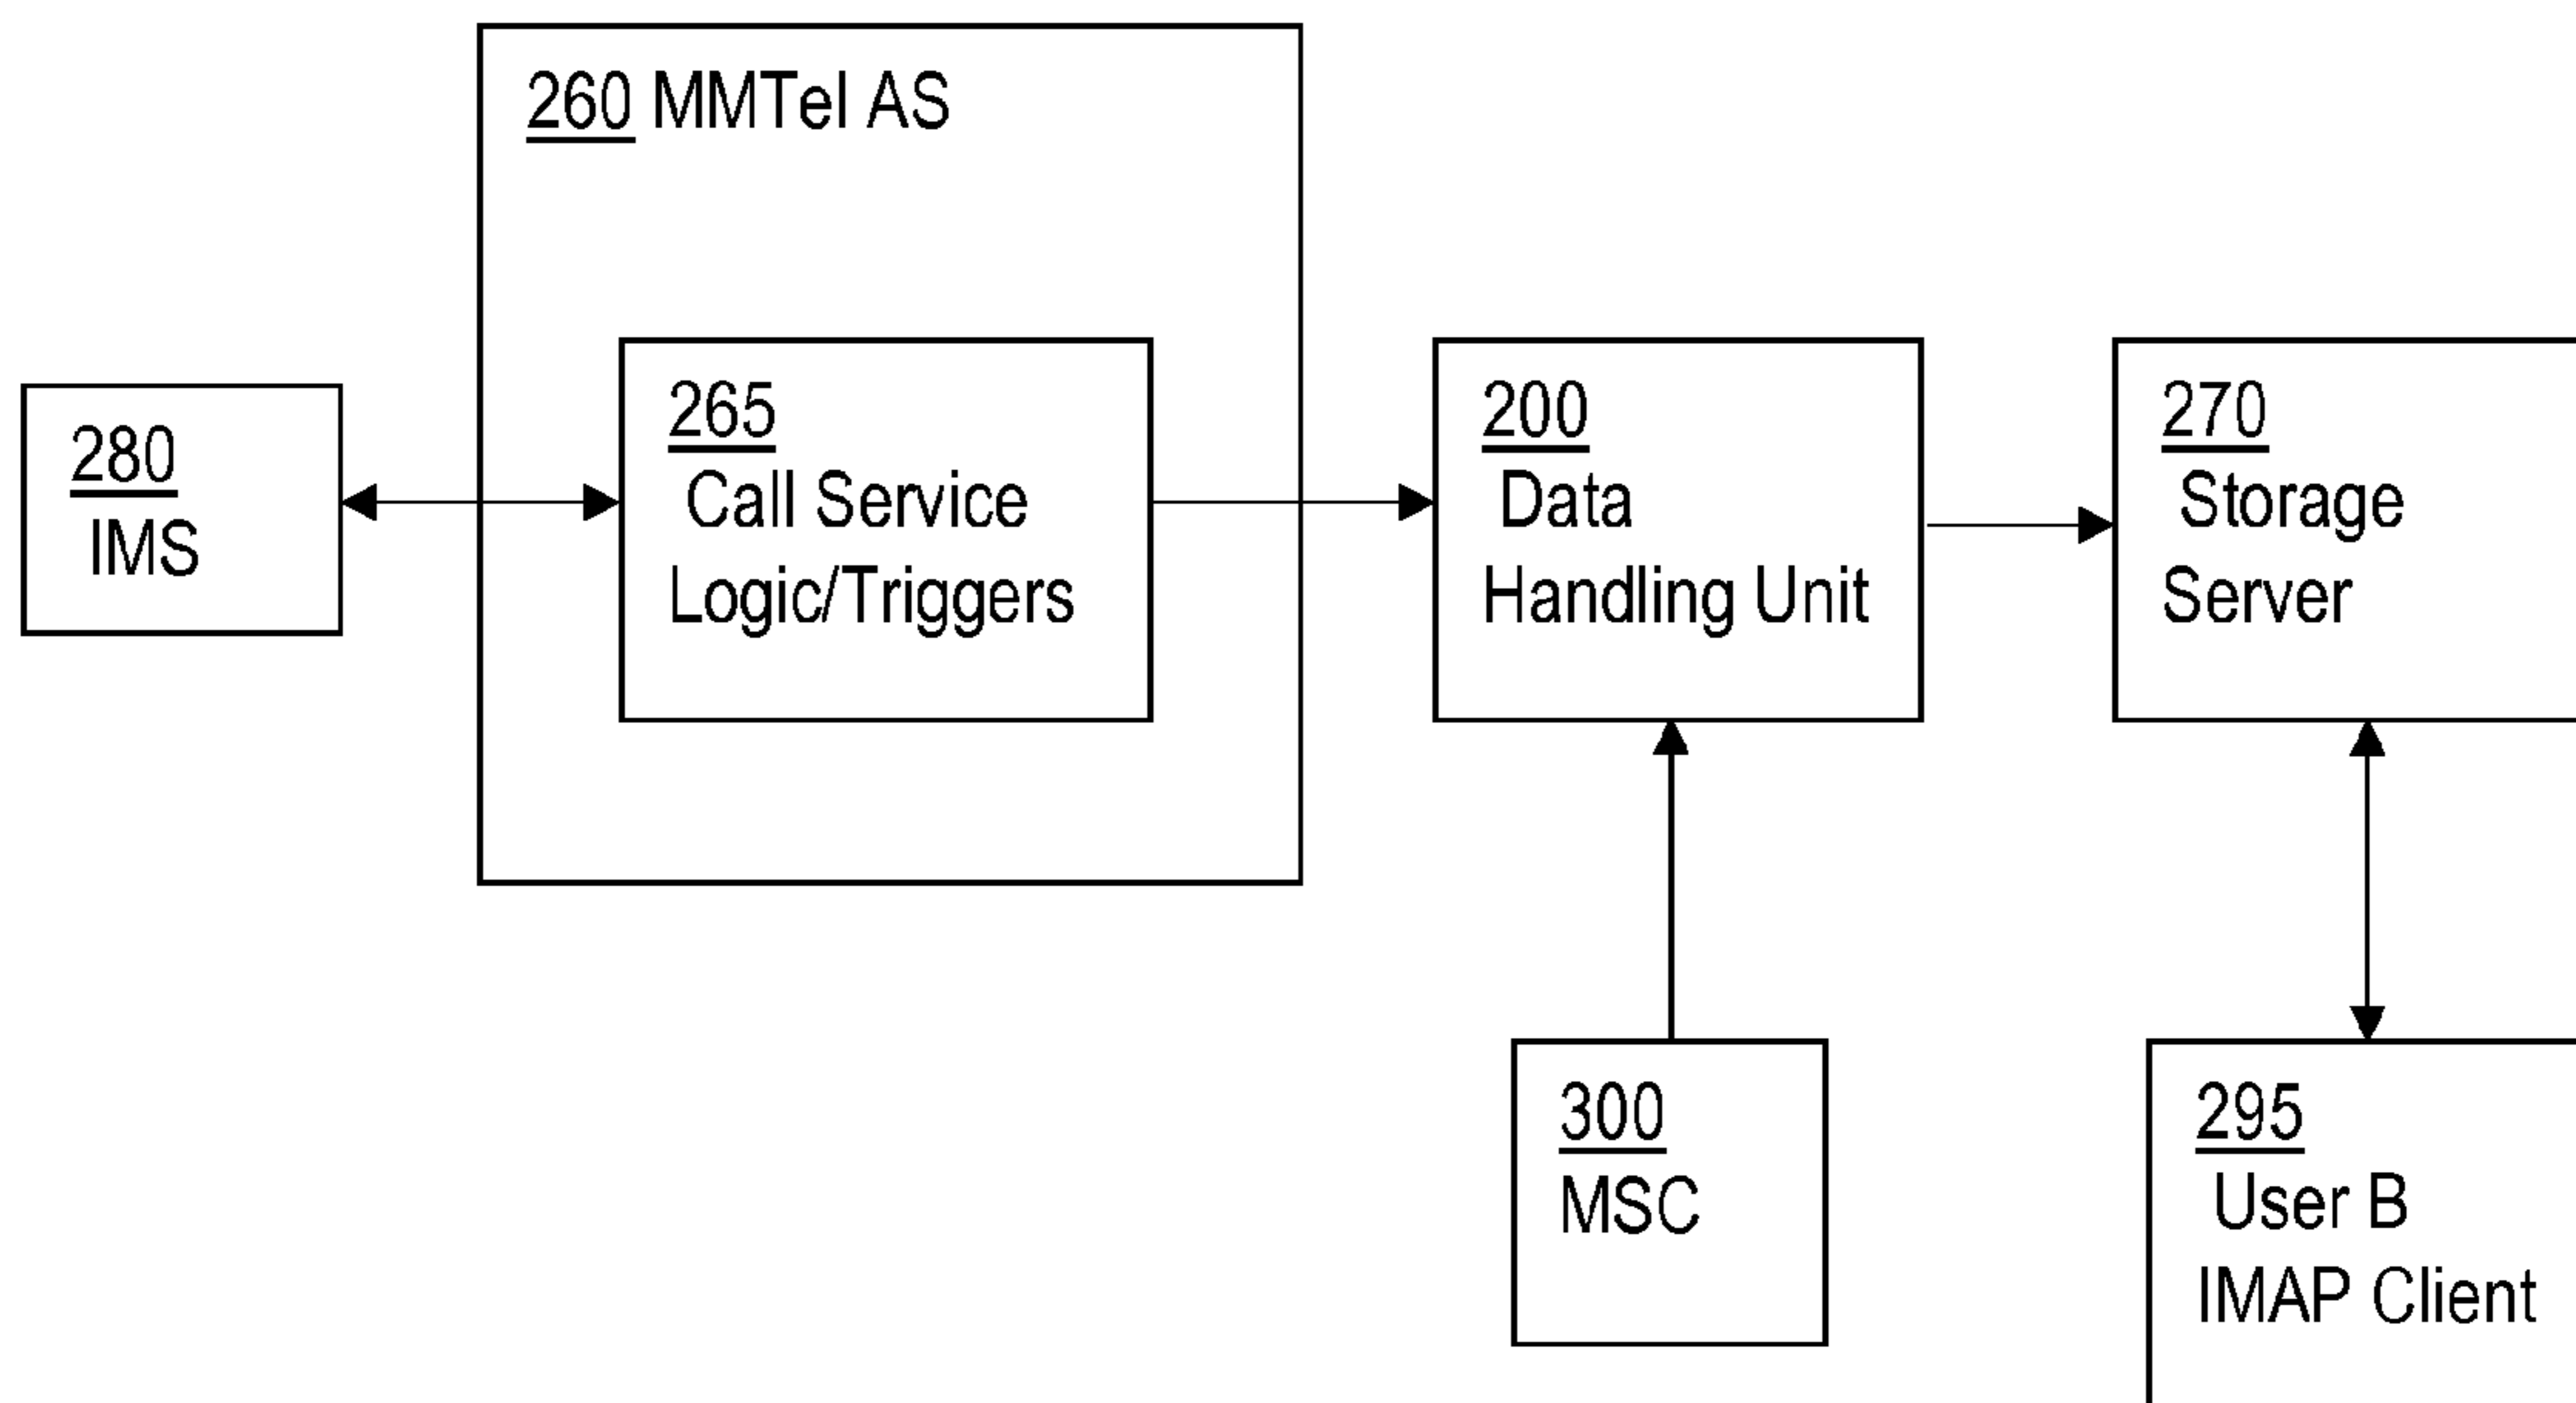 260 MMTel AS
280
IMS
265
Call Service
Logic/Triggers
200
Data
Handling Unit
270
Storage
Server
300
MSC
295
User B
IMAP Client